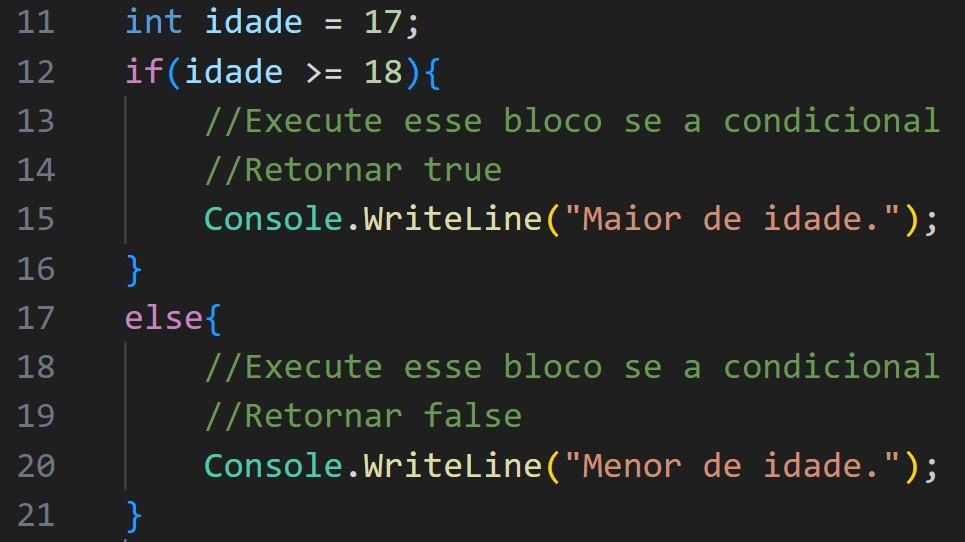 11 int idade = 17;
12 if(idade >= 18){
13 //Execute esse bloco se a condicional
14 //Retornar true
15 Console.WriteLine("Maior de idade.");
16 }
17 else{
18 //Execute esse bloco se a condicional
19 //Retornar false
20 Console.WriteLine("Menor de idade.");
21 }